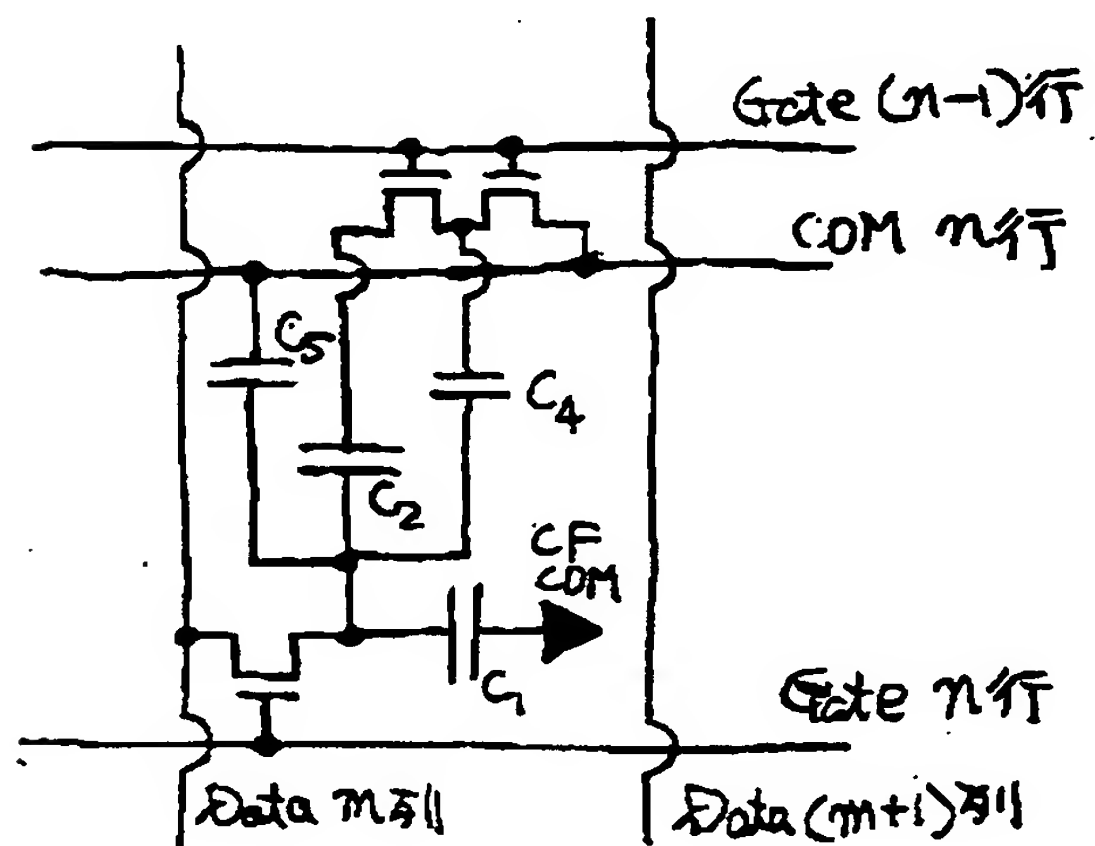 Gate (n-1)行
COM n行
C5
C4
C2
CF
COM
C1
Gate n行
Data m列
Data (m+1)列